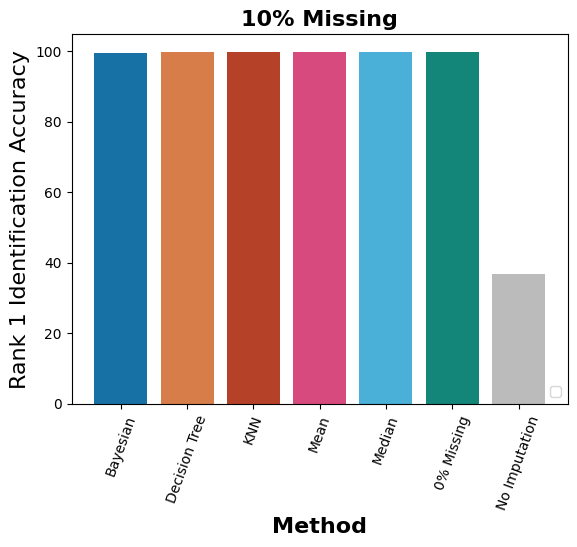 10% Missing
Rank 1 Identification Accuracy
100
80
60
40
20
0
Bayesian
Decision Tree
KNN
Mean
Median
0% Missing
No Imputation
Method